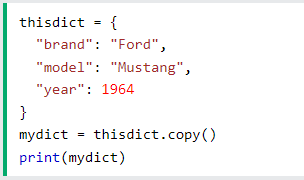 thisdict = {
  "brand": "Ford",
  "model": "Mustang",
  "year": 1964
}
mydict = thisdict.copy()
print(mydict)